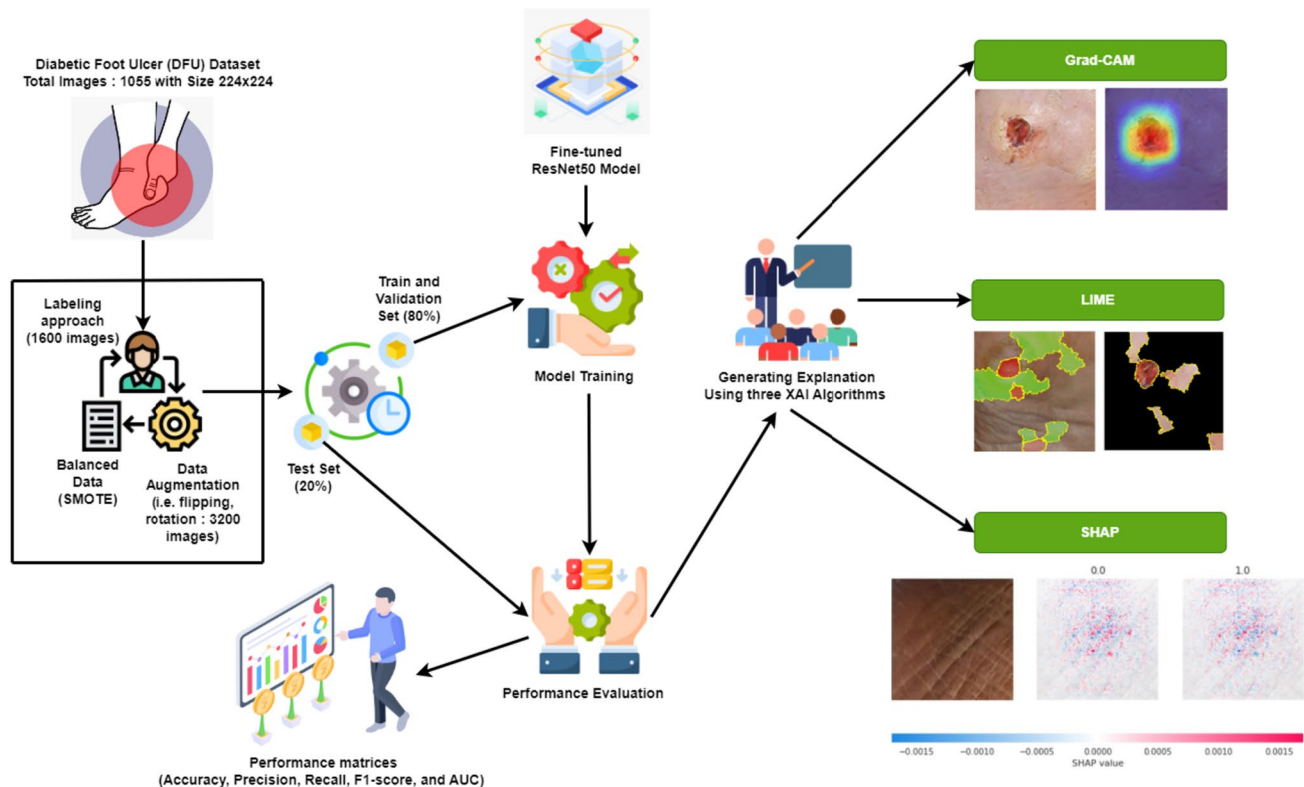 Diabetic Foot Ulcer (DFU) Dataset
Total Images : 1055 with Size 224x224
Labeling
approach
(1600 images)
Balanced
Data
(SMOTE)
Data
Augmentation
(i.e. flipping,
rotation : 3200
images)
Train and
Validation
Set (80%)
Test Set
(20%)
Fine-tuned
ResNet50 Model
Model Training
Performance Evaluation
Performance matrices
(Accuracy, Precision, Recall, F1-score, and AUC)
Generating Explanation
Using three XAI Algorithms
Grad-CAM
LIME
SHAP
0.0
1.0
−0.0015 −0.0010 −0.0005 0.0000 0.0005 0.0010 0.0015
SHAP value